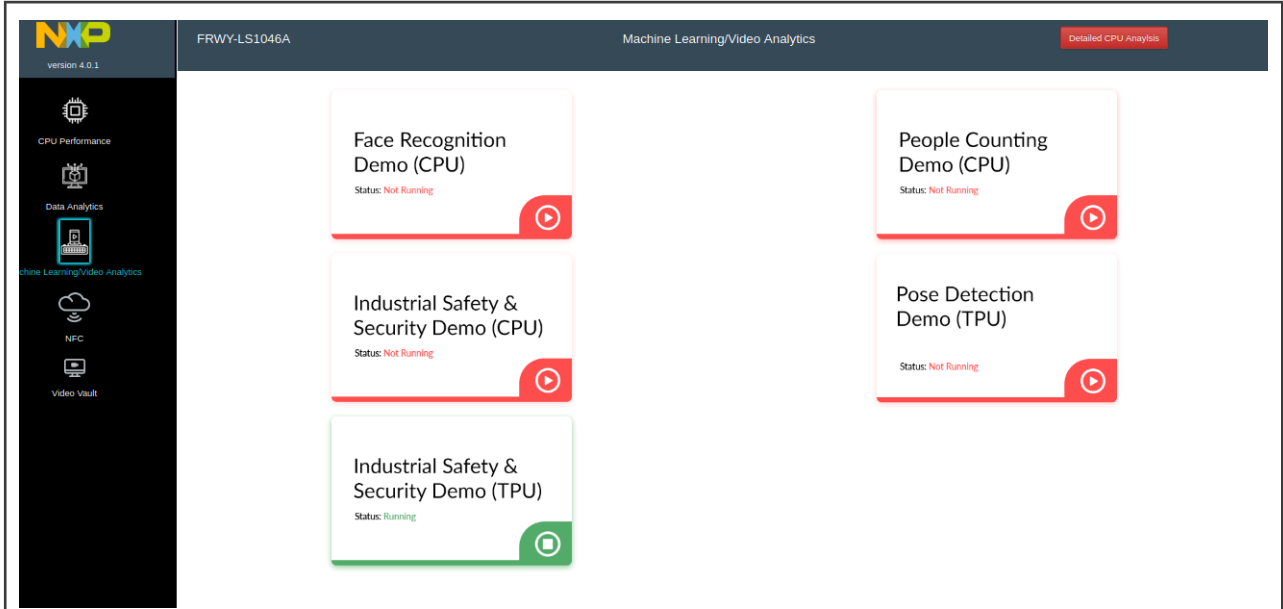 NXP
version 4.0.1
FRWY-LS1046A
Machine Learning/Video Analytics
Detailed CPU Anaylsis
CPU Performance
Data Analytics
chine Learning/Video Analytics
NFC
Video Vault
Face Recognition
Demo (CPU)
Status: Not Running
People Counting
Demo (CPU)
Status: Not Running
Industrial Safety &
Security Demo (CPU)
Status: Not Running
Pose Detection
Demo (TPU)
Status: Not Running
Industrial Safety &
Security Demo (TPU)
Status: Running